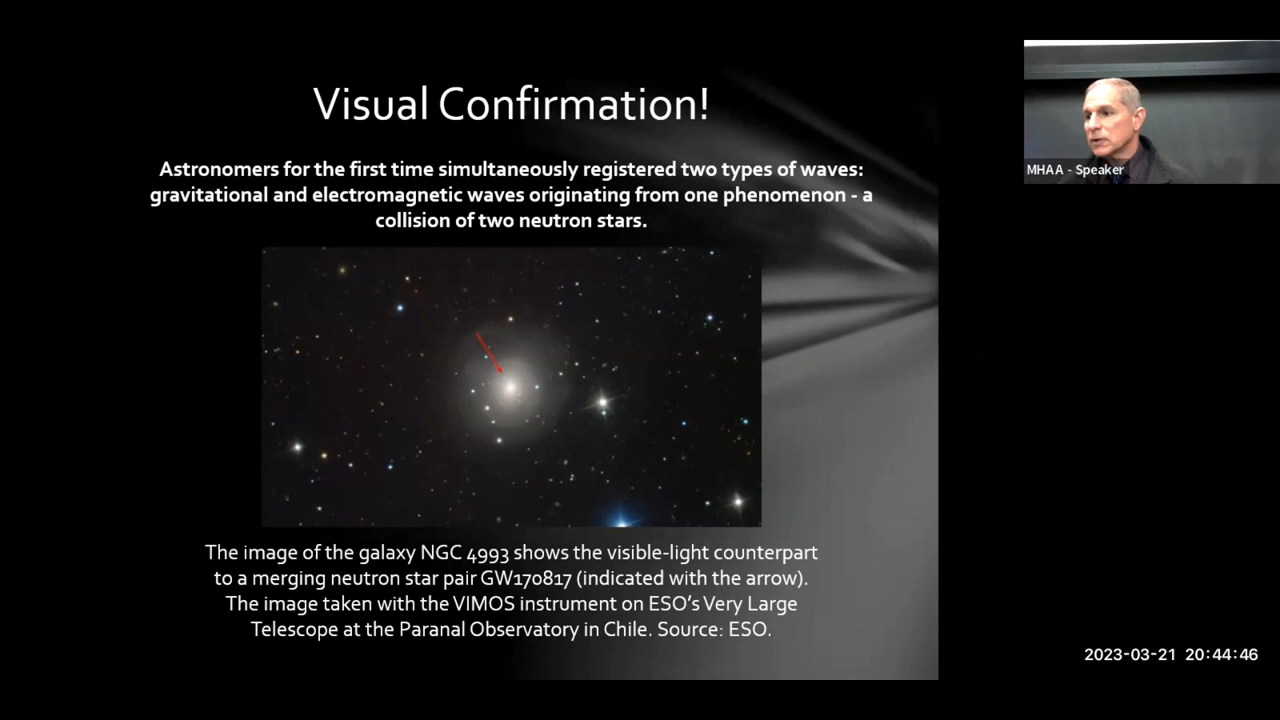 Visual Confirmation!
Astronomers for the first time simultaneously registered two types of waves:
gravitational and electromagnetic waves originating from one phenomenon - a
collision of two neutron stars.
The image of the galaxy NGC 4993 shows the visible-light counterpart
to a merging neutron star pair GW170817 (indicated with the arrow).
The image taken with the VIMOS instrument on ESO’s Very Large
Telescope at the Paranal Observatory in Chile. Source: ESO.
MHAA - Speaker
2023-03-21 20:44:46